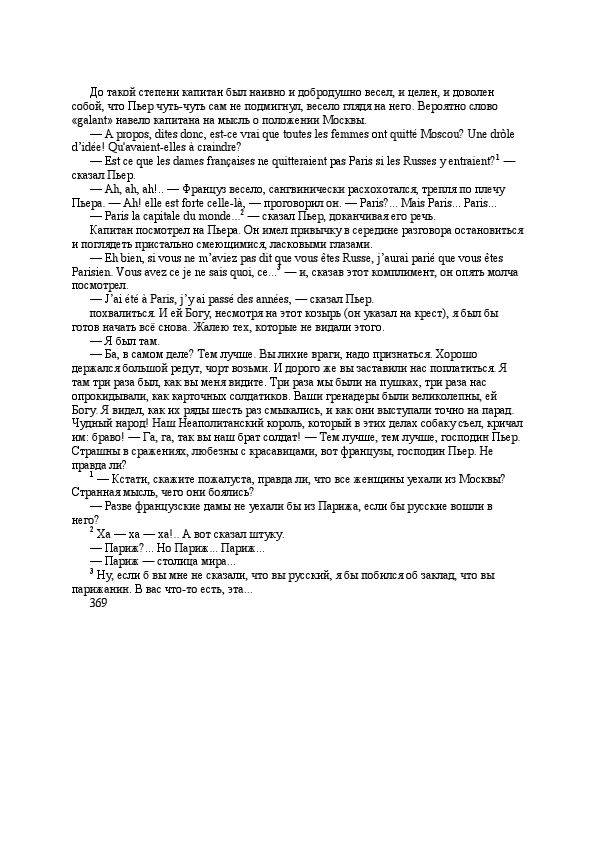 До такой степени капитан был наивно и добродушно весел, и целен, и доволен
собой, что Пьер чуть-чуть сам не подмигнул, весело глядя на него. Вероятно слово
«galant» навело капитана на мысль о положении Москвы.
— A propos, dites donc, est-ce vrai que toutes les femmes ont quitté Moscou? Une drôle
d’idée! Qu'avaient-elles à craindre?
— Est ce que les dames françaises ne quitteraient pas Paris si les Russes y entraient?1 —
сказал Пьер.
— Ah, ah, ah!.. — Француз весело, сангвинически расхохотался, трепля по плечу
Пьера. — Ah! elle est forte celle-là, — проговорил он. — Paris?... Mais Paris... Paris...
— Paris la capitale du monde...2 — сказал Пьер, доканчивая его речь.
Капитан посмотрел на Пьера. Он имел привычку в середине разговора остановиться
и поглядеть пристально смеющимися, ласковыми глазами.
— Eh bien, si vous ne m’aviez pas dit que vous êtes Russe, j’aurai parié que vous êtes
Parisien. Vous avez ce je ne sais quoi, ce...3 — и, сказав этот комплимент, он опять молча
посмотрел.
— J’ai été à Paris, j’y ai passé des années, — сказал Пьер.
похвалиться. И ей Богу, несмотря на этот козырь (он указал на крест), я был бы
готов начать всё снова. Жалею тех, которые не видали этого.
— Я был там.
— Ба, в самом деле? Тем лучше. Вы лихие враги, надо признаться. Хорошо
держался большой редут, чорт возьми. И дорого же вы заставили нас поплатиться. Я
там три раза был, как вы меня видите. Три раза мы были на пушках, три раза нас
опрокидывали, как карточных солдатиков. Ваши гренадеры были великолепны, ей
Богу. Я видел, как их ряды шесть раз смыкались, и как они выступали точно на парад.
Чудный народ! Наш Неаполитанский король, который в этих делах собаку съел, кричал
им: браво! — Га, га, так вы наш брат солдат! — Тем лучше, тем лучше, господин Пьер.
Страшны в сражениях, любезны с красавицами, вот французы, господин Пьер. Не
правда ли?
1 — Кстати, скажите пожалуста, правда ли, что все женщины уехали из Москвы?
Странная мысль, чего они боялись?
— Разве французские дамы не уехали бы из Парижа, если бы русские вошли в
него?
2 Ха — ха — ха!.. А вот сказал штуку.
— Париж?... Но Париж... Париж...
— Париж — столица мира...
3 Ну, если б вы мне не сказали, что вы русский, я бы побился об заклад, что вы
парижанин. В вас что-то есть, эта...
369